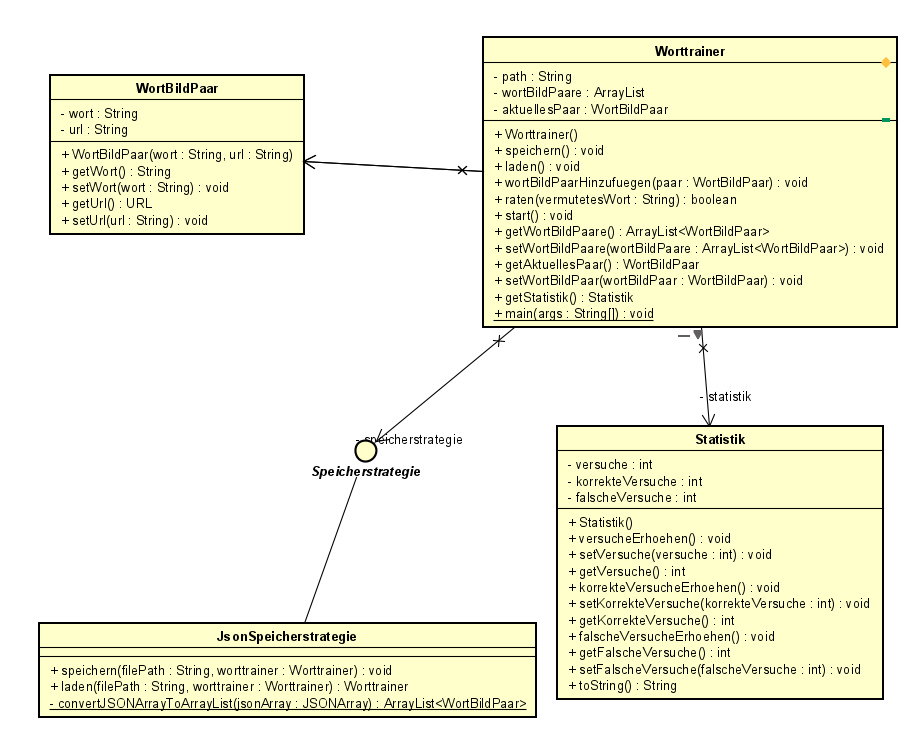 Worttrainer
- path : String
- wortBildPaare : ArrayList
- aktuellesPaar : WortBildPaar
+ Worttrainer()
+ speichern() : void
+ laden() : void
+ wortBildPaarHinzufuegen(paar : WortBildPaar) : void
+ raten(vermutetesWort : String) : boolean
+ start() : void
+ getWortBildPaare() : ArrayList<WortBildPaar>
+ setWortBildPaare(wortBildPaare : ArrayList<WortBildPaar>) : void
+ getAktuellesPaar() : WortBildPaar
+ setWortBildPaar(wortBildPaar : WortBildPaar) : void
+ getStatistik() : Statistik
+ main(args : String[]) : void
WortBildPaar
- wort : String
- url : String
+ WortBildPaar(wort : String, url : String)
+ getWort() : String
+ setWort(wort : String) : void
+ getUrl() : URL
+ setUrl(url : String) : void
- statistik
- speicherstrategie
Speicherstrategie
Statistik
- versuche : int
- korrekteVersuche : int
- falscheVersuche : int
+ Statistik()
+ versucheErhoehen() : void
+ setVersuche(versuche : int) : void
+ getVersuche() : int
+ korrekteVersucheErhoehen() : void
+ setKorrekteVersuche(korrekteVersuche : int) : void
+ getKorrekteVersuche() : int
+ falscheVersucheErhoehen() : void
+ getFalscheVersuche() : int
+ setFalscheVersuche(falscheVersuche : int) : void
+ toString() : String
JsonSpeicherstrategie
+ speichern(filePath : String, worttrainer : Worttrainer) : void
+ laden(filePath : String, worttrainer : Worttrainer) : Worttrainer
- convertJSONArrayToArrayList(jsonArray : JSONArray) : ArrayList<WortBildPaar>